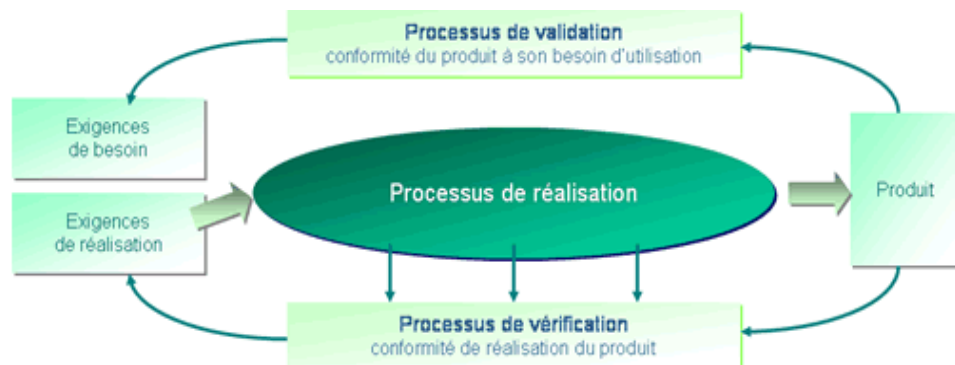 Processus de validation
conformité du produit à son besoin d'utilisation
Exigences
de besoin
Processus de réalisation
Produit
Exigences
de réalisation
Processus de vérification
conformité de réalisation du produit